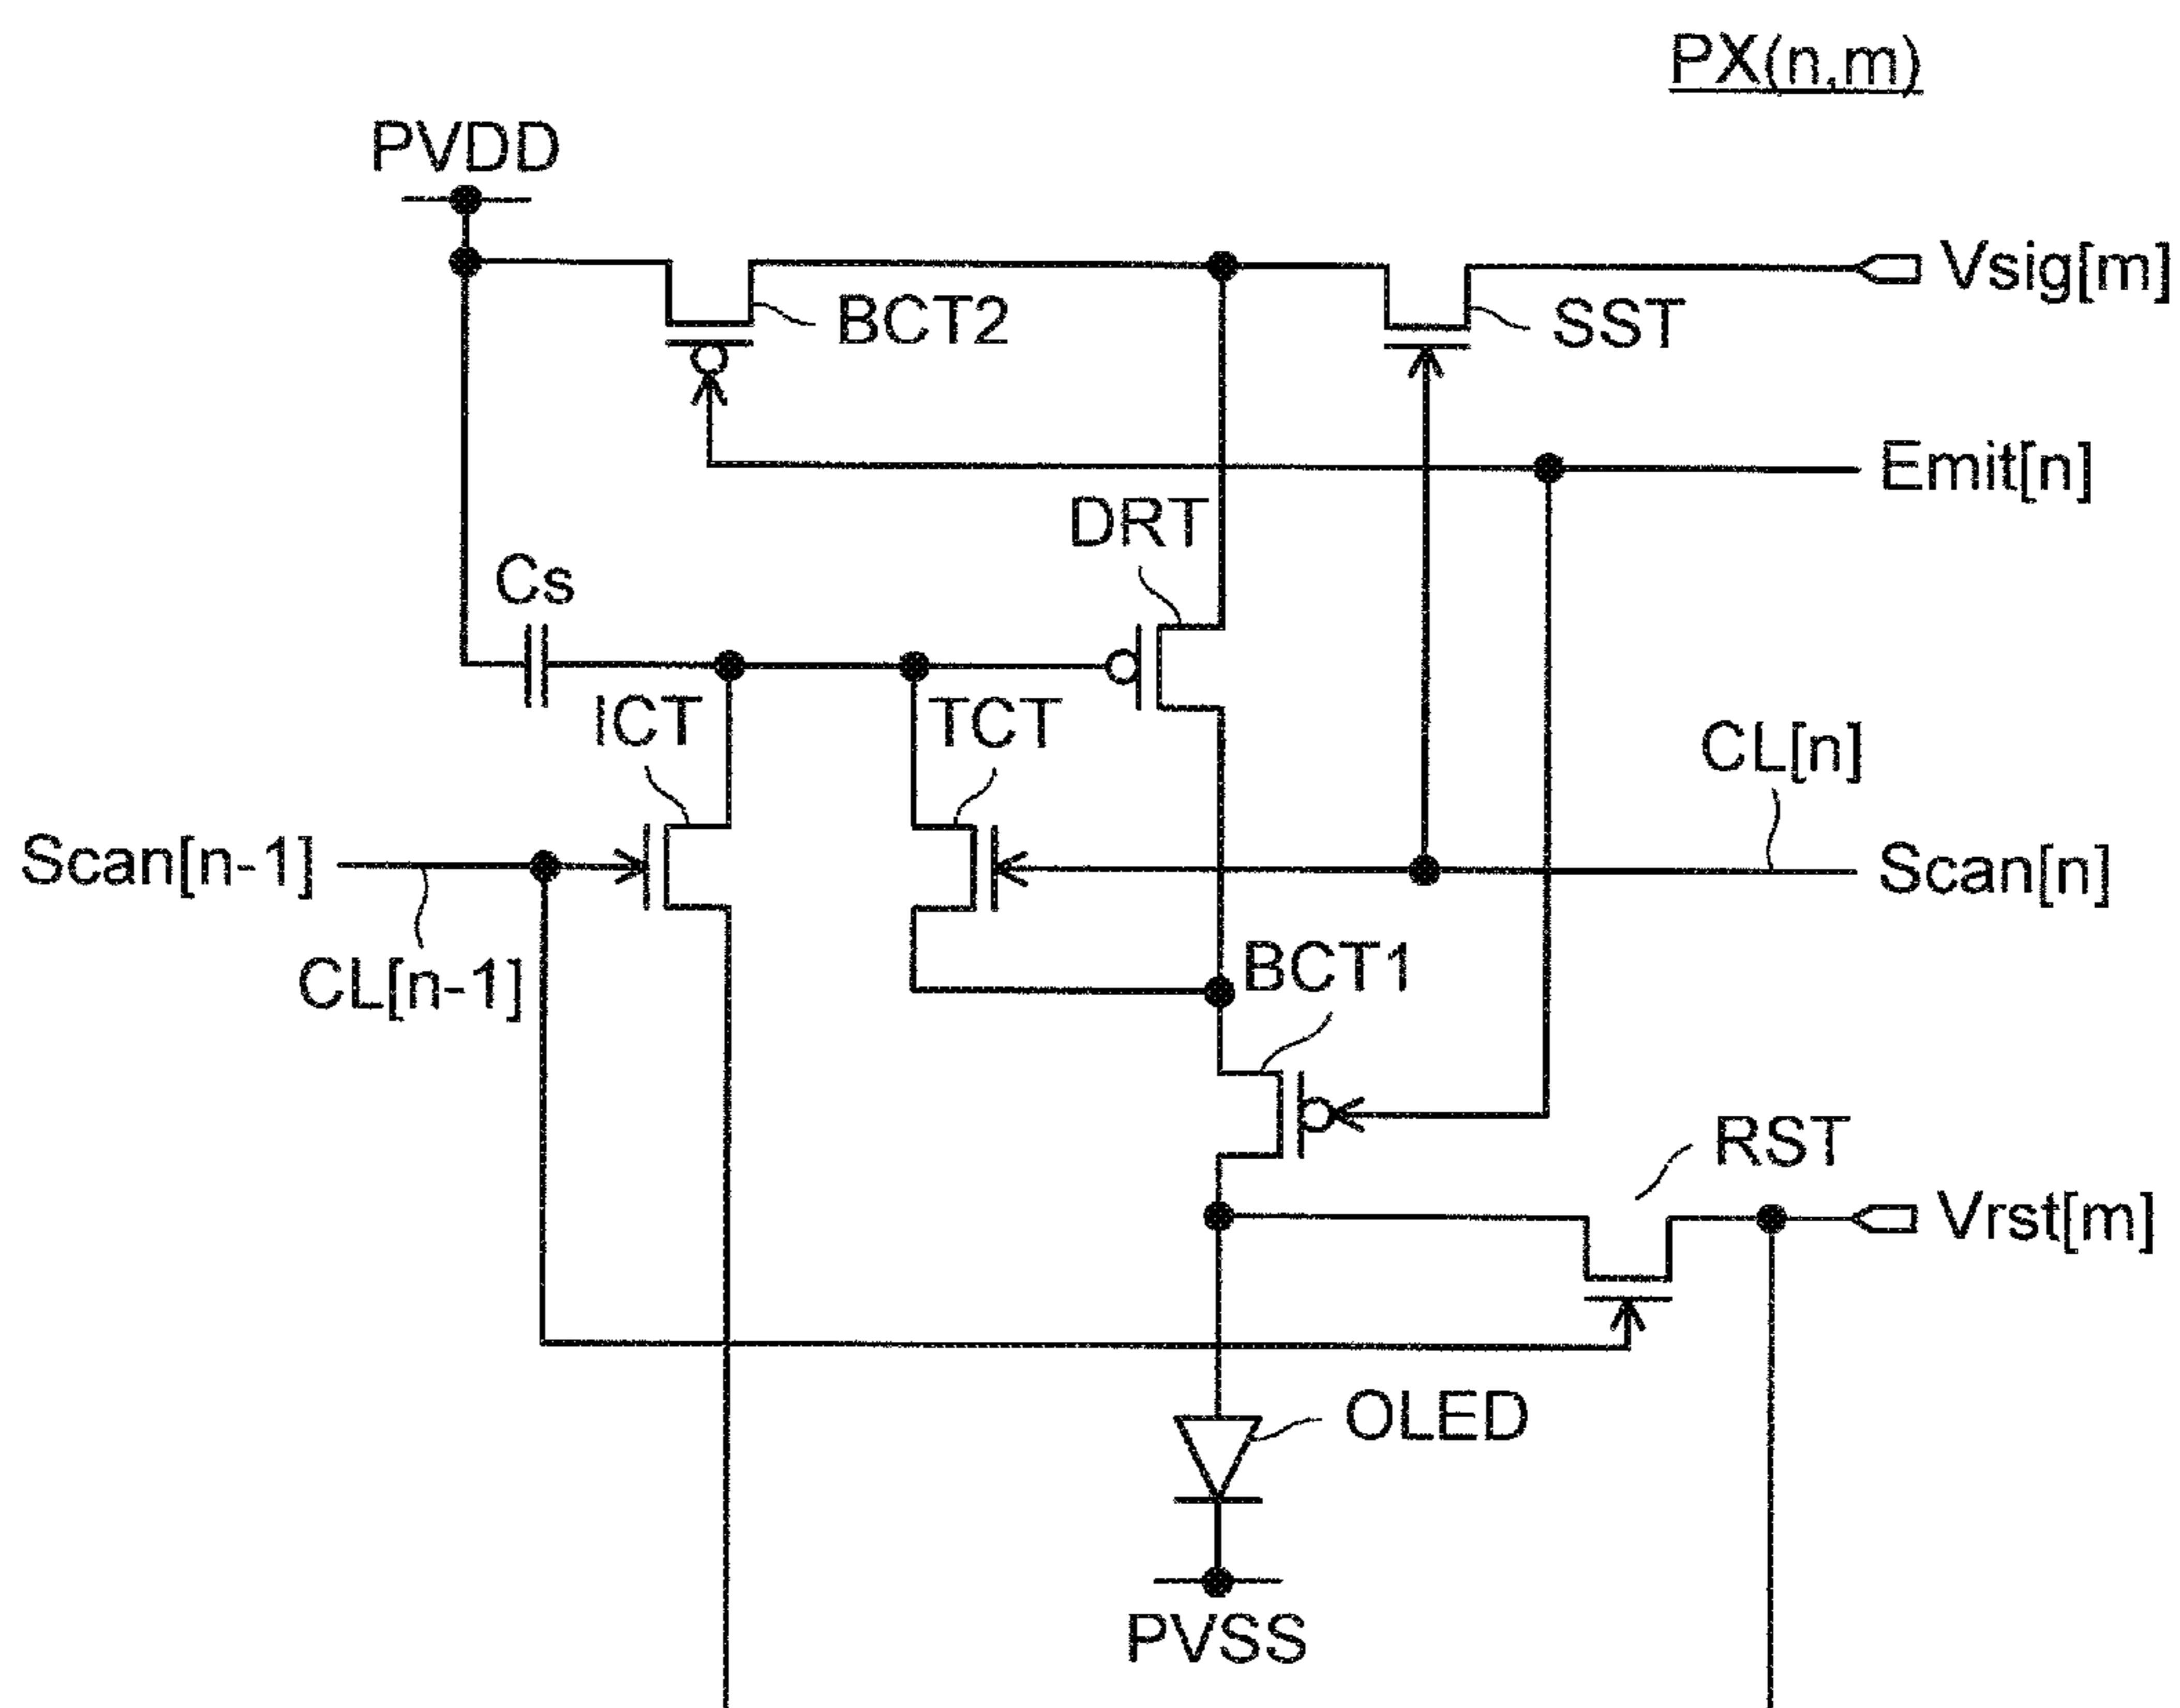 PX(n,m)
PVDD
Vsig[m]
BCT2
SST
Emit[n]
DRT
Cs
ICT
TCT
CL[n]
Scan[n-1]
Scan[n]
CL[n-1]
BCT1
RST
Vrst[m]
OLED
PVSS